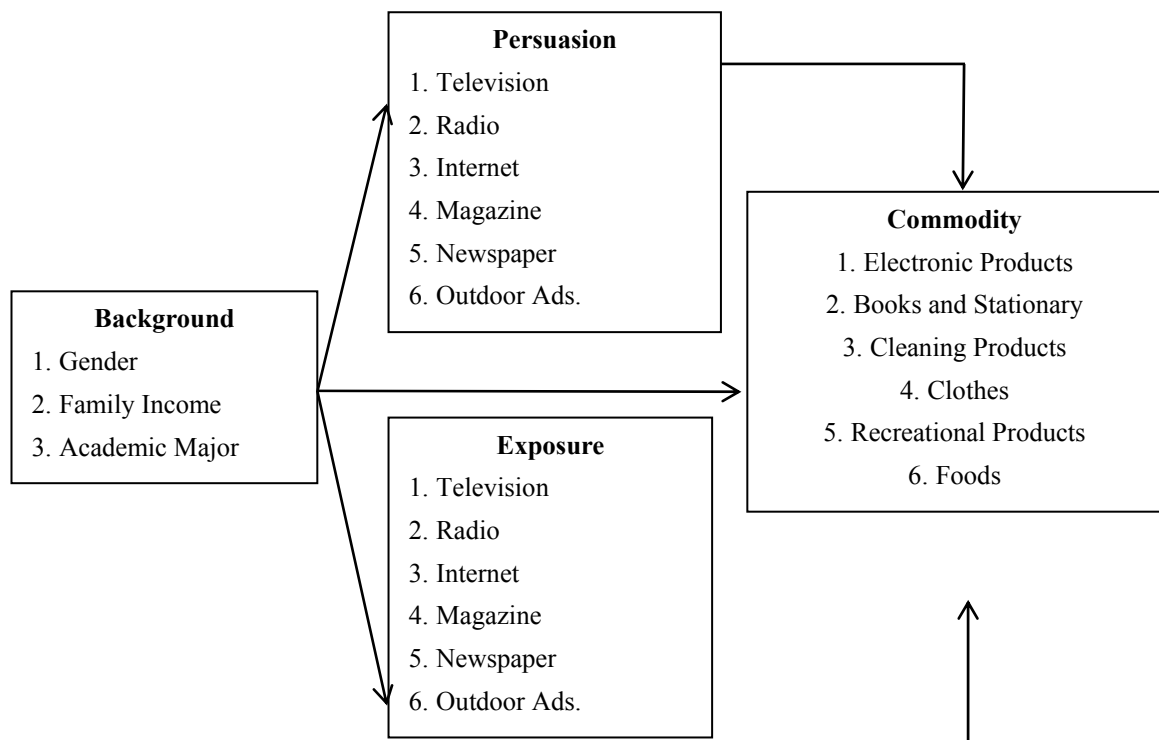 Persuasion
1. Television
2. Radio
3. Internet
4. Magazine
5. Newspaper
6. Outdoor Ads.
Commodity
1. Electronic Products
2. Books and Stationary
3. Cleaning Products
4. Clothes
5. Recreational Products
6. Foods
Background
1. Gender
2. Family Income
3. Academic Major
Exposure
1. Television
2. Radio
3. Internet
4. Magazine
5. Newspaper
6. Outdoor Ads.